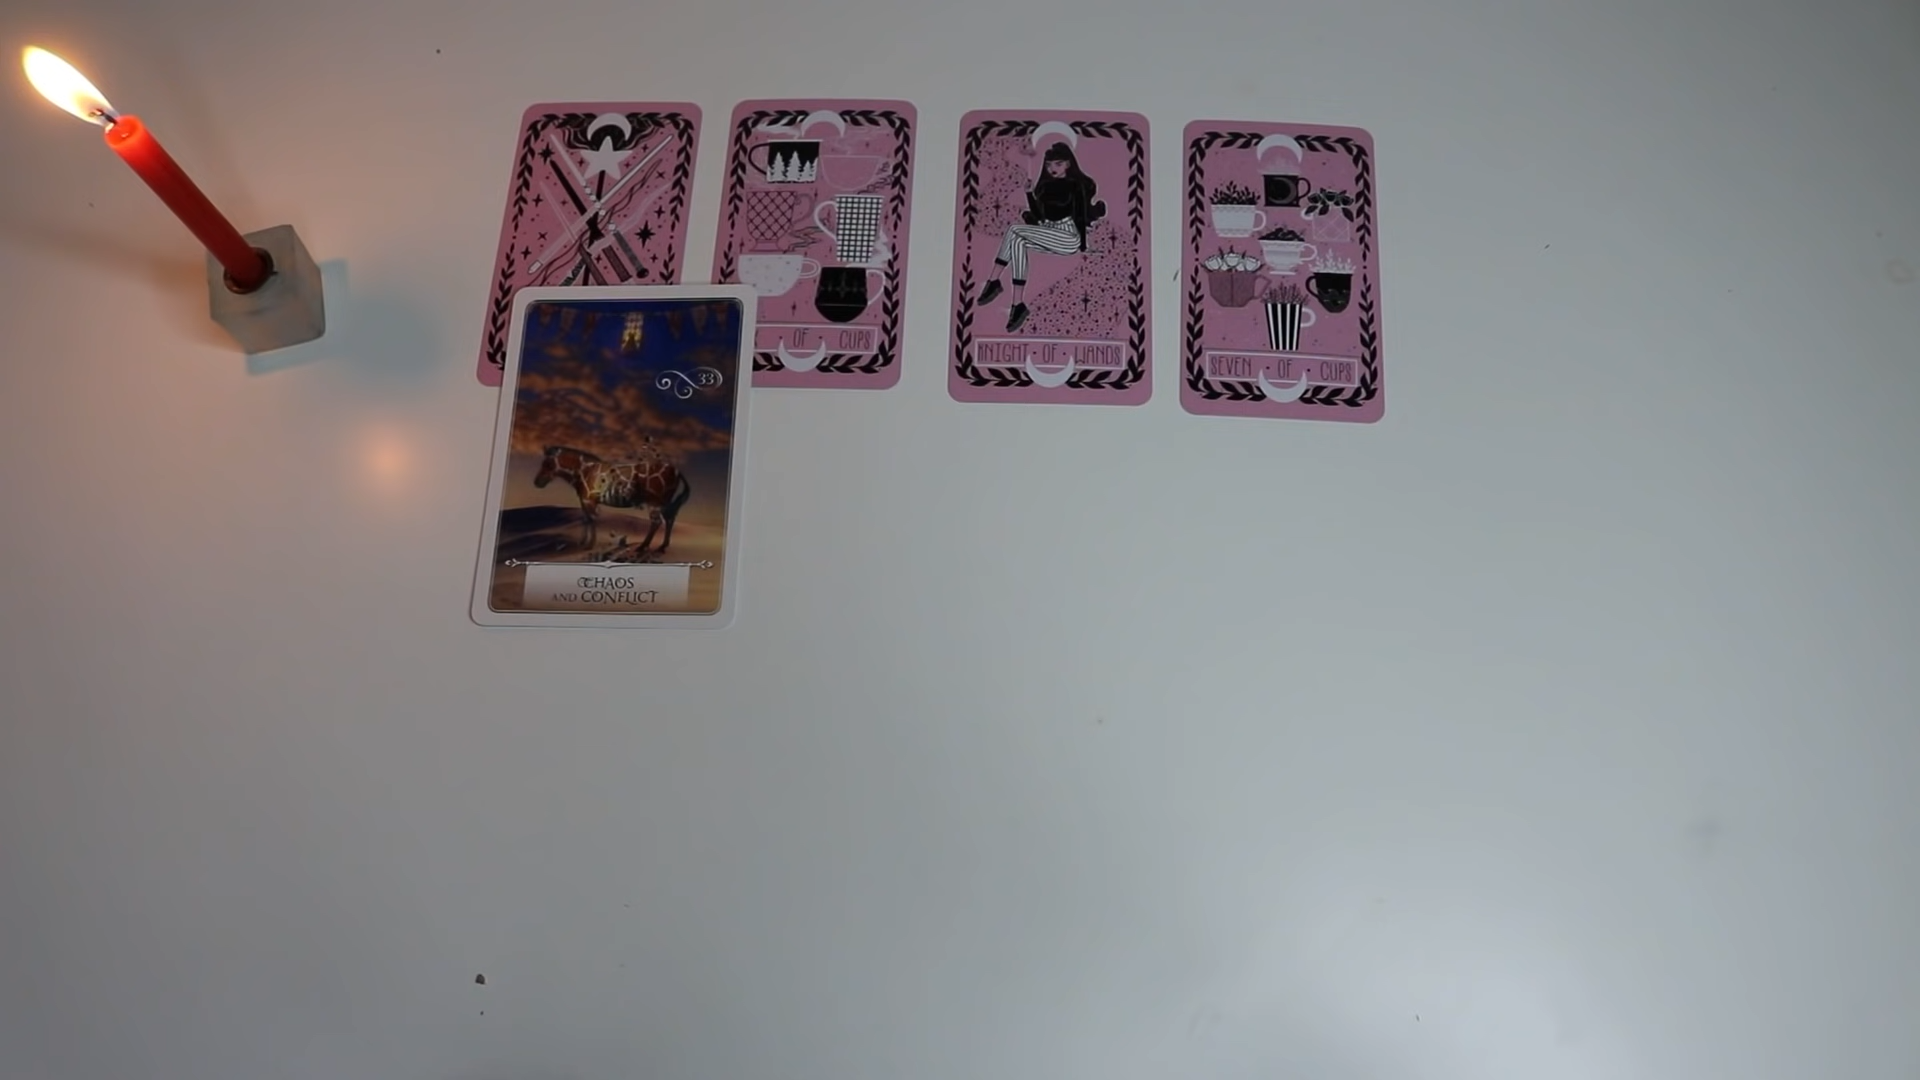 OF · CUPS
KNIGHT · OF · WANDS
SEVEN · OF · CUPS
33
CHAOS
AND CONFLICT